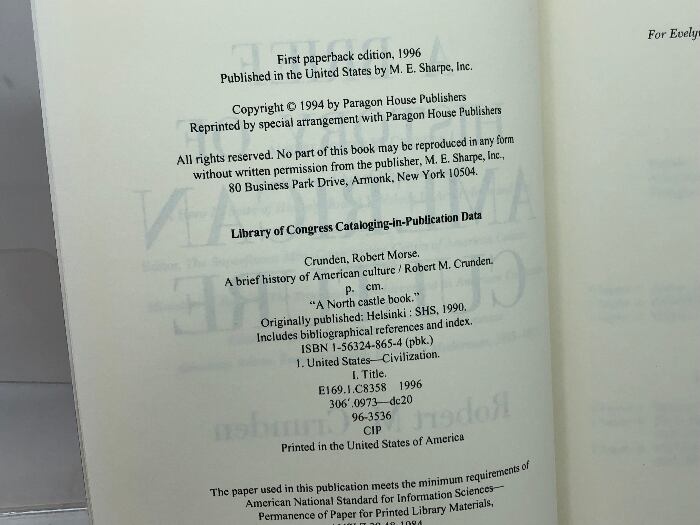 First paperback edition, 1996
Published in the United States by M. E. Sharpe, Inc.
Copyright © 1994 by Paragon House Publishers
Reprinted by special arrangement with Paragon House Publishers
All rights reserved. No part of this book may be reproduced in any form
without written permission from the publisher, M. E. Sharpe, Inc.,
80 Business Park Drive, Armonk, New York 10504.
Library of Congress Cataloging-in-Publication Data
Crunden, Robert Morse.
A brief history of American culture / Robert M. Crunden.
p. cm.
"A North castle book."
Originally published: Helsinki : SHS, 1990.
Includes bibliographical references and index.
ISBN 1-56324-865-4 (pbk.)
1. United States—Civilization.
I. Title.
E169.1.C8358 1996
306′.0973—dc20
96-3536
CIP
Printed in the United States of America
The paper used in this publication meets the minimum requirements of
American National Standard for Information Sciences—
Permanence of Paper for Printed Library Materials,
For